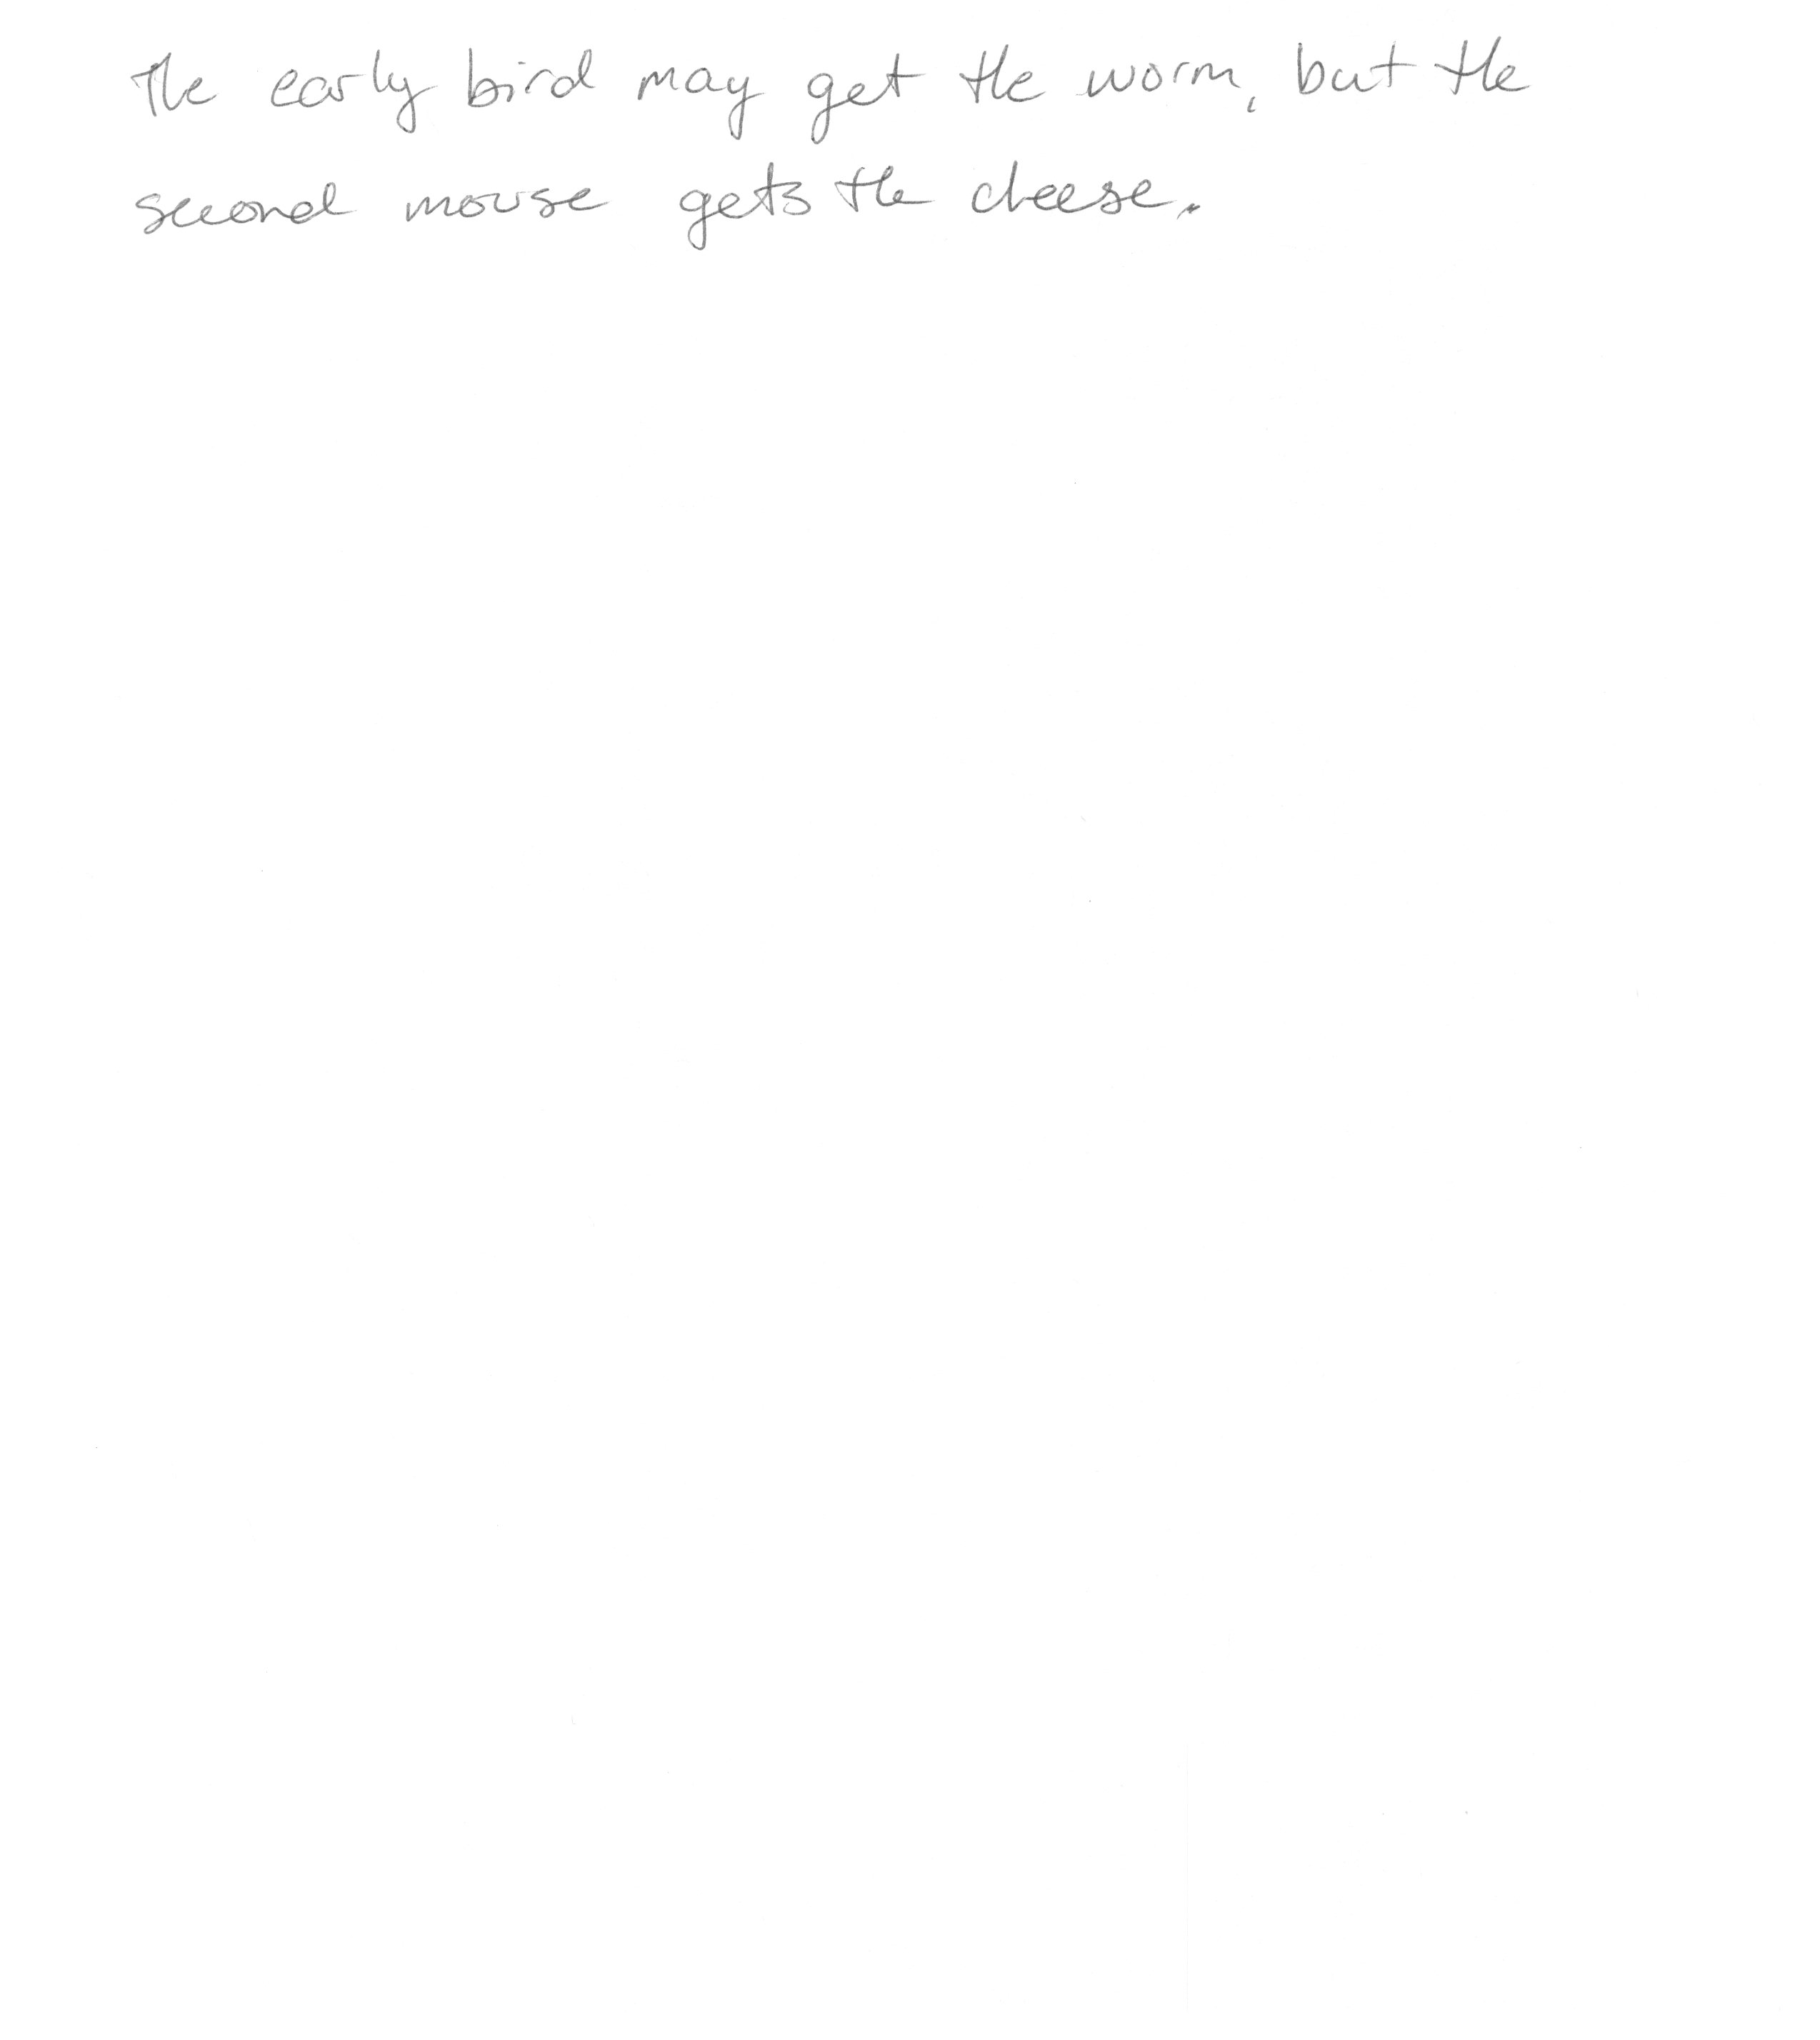 The early bird may get the worm, but the
second mouse gets the cheese.